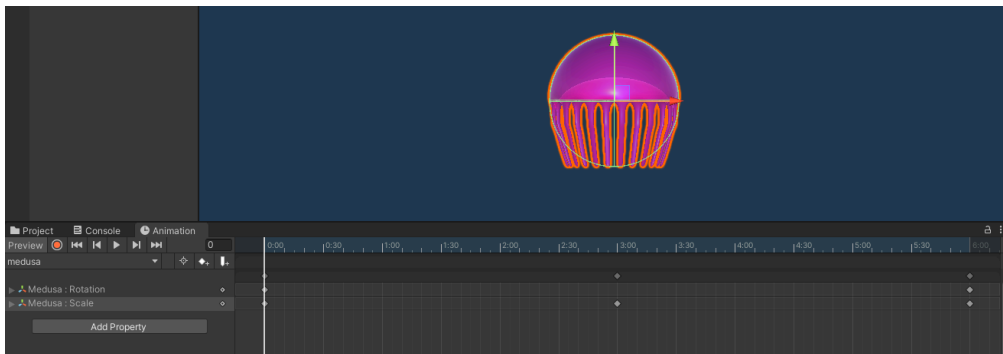 Project Console Animation
Preview 0 0:00 0:30 1:00 1:30 2:00 2:30 3:00 3:30 4:00 4:30 5:00 5:30 6:00
medusa
Medusa : Rotation
Medusa : Scale
Add Property